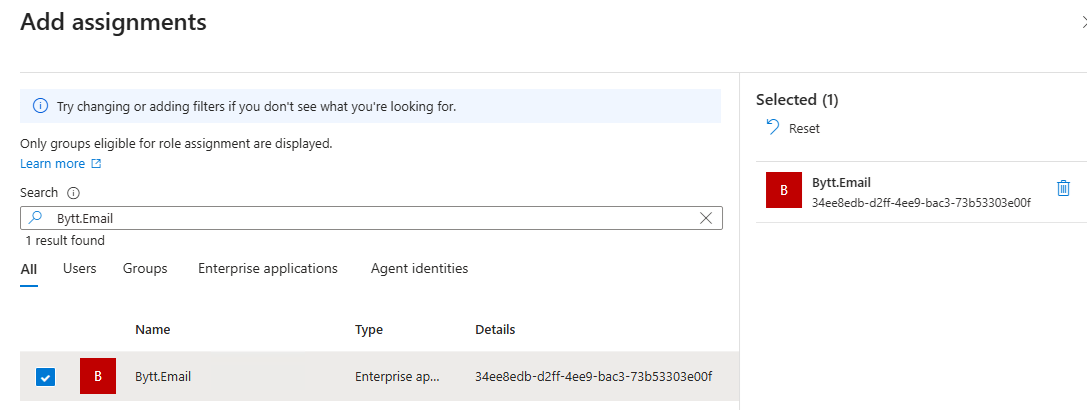 Add assignments
Try changing or adding filters if you don't see what you're looking for.
Only groups eligible for role assignment are displayed.
Learn more
Search
Bytt.Email
1 result found
All Users Groups Enterprise applications Agent identities
Name Type Details
B Bytt.Email Enterprise ap... 34ee8edb-d2ff-4ee9-bac3-73b53303e00f
Selected (1)
Reset
B
Bytt.Email
34ee8edb-d2ff-4ee9-bac3-73b53303e00f